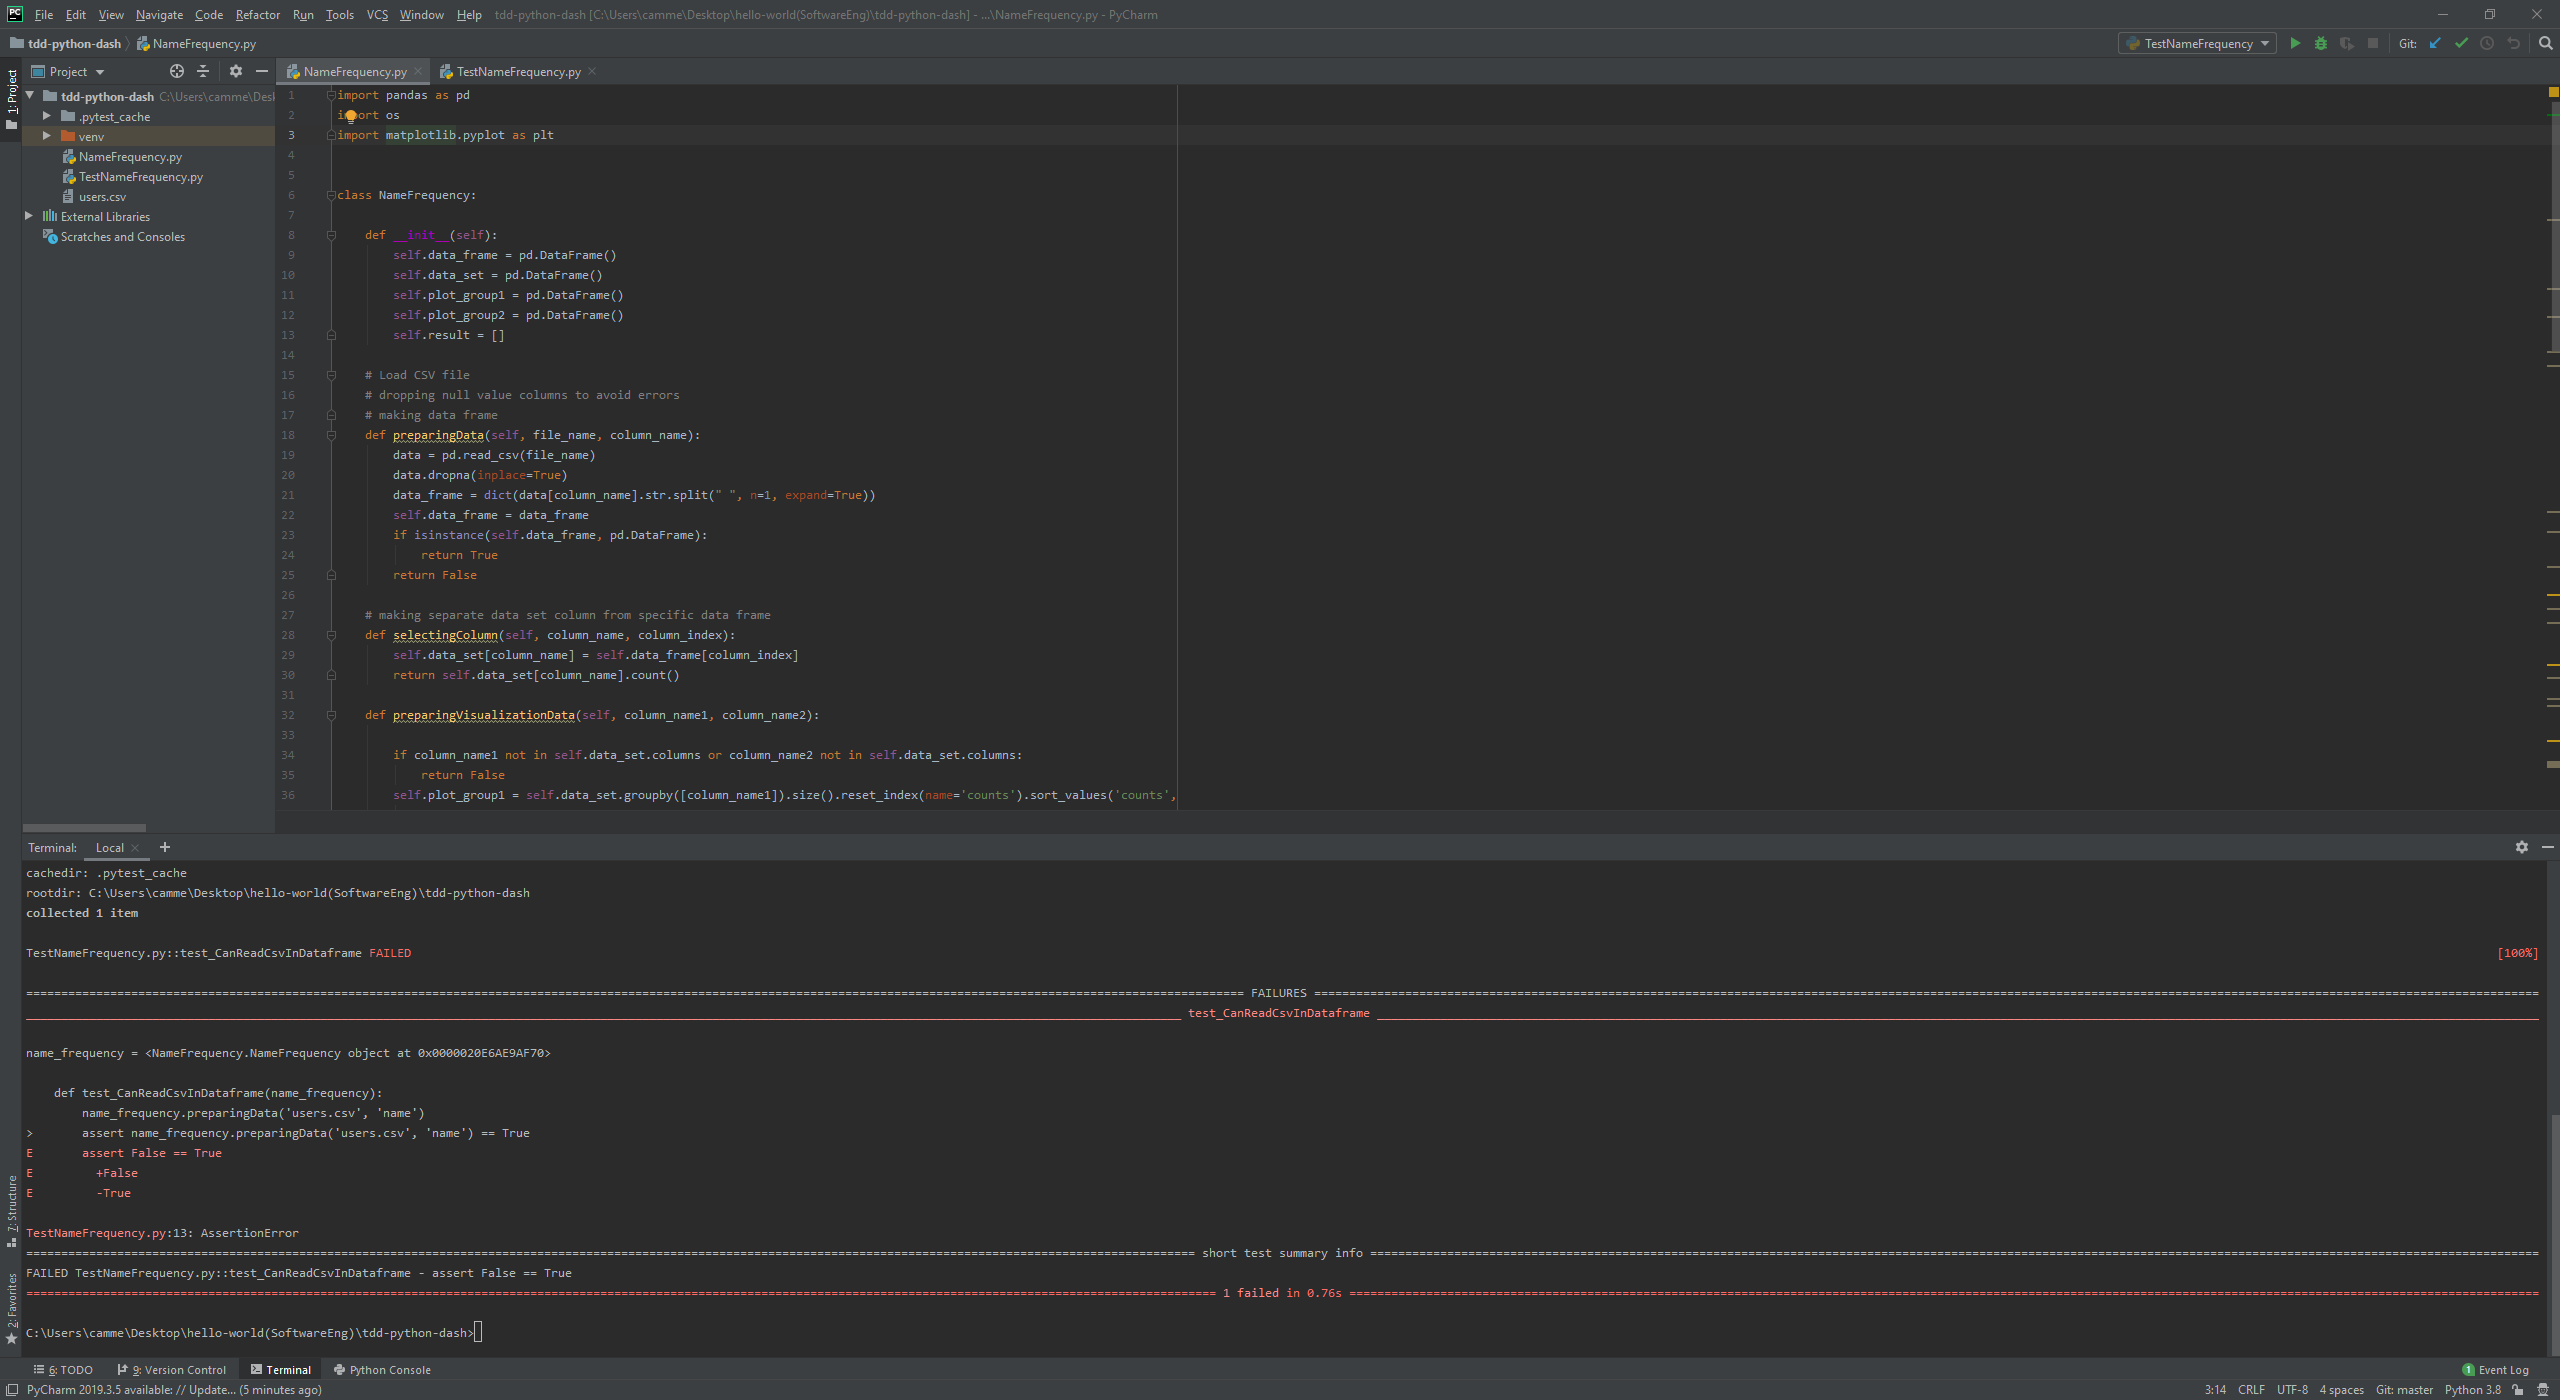 File Edit View Navigate Code Refactor Run Tools VCS Window Help tdd-python-dash [C:\Users\camme\Desktop\hello-world(SoftwareEng)\tdd-python-dash] - ...\NameFrequency.py - PyCharm
tdd-python-dash NameFrequency.py TestNameFrequency Git:
Project NameFrequency.py TestNameFrequency.py
1: Project
tdd-python-dash C:\Users\camme\Des
.pytest_cache
venv
NameFrequency.py
TestNameFrequency.py
users.csv
External Libraries
Scratches and Consoles
1 import pandas as pd
2 import os
3 import matplotlib.pyplot as plt
4
5
6 class NameFrequency:
7
8 def __init__(self):
9 self.data_frame = pd.DataFrame()
10 self.data_set = pd.DataFrame()
11 self.plot_group1 = pd.DataFrame()
12 self.plot_group2 = pd.DataFrame()
13 self.result = []
14
15 # Load CSV file
16 # dropping null value columns to avoid errors
17 # making data frame
18 def preparingData(self, file_name, column_name):
19 data = pd.read_csv(file_name)
20 data.dropna(inplace=True)
21 data_frame = dict(data[column_name].str.split(" ", n=1, expand=True))
22 self.data_frame = data_frame
23 if isinstance(self.data_frame, pd.DataFrame):
24 return True
25 return False
26
27 # making separate data set column from specific data frame
28 def selectingColumn(self, column_name, column_index):
29 self.data_set[column_name] = self.data_frame[column_index]
30 return self.data_set[column_name].count()
31
32 def preparingVisualizationData(self, column_name1, column_name2):
33
34 if column_name1 not in self.data_set.columns or column_name2 not in self.data_set.columns:
35 return False
36 self.plot_group1 = self.data_set.groupby([column_name1]).size().reset_index(name='counts').sort_values('counts',
Terminal: Local +
cachedir: .pytest_cache
rootdir: C:\Users\camme\Desktop\hello-world(SoftwareEng)\tdd-python-dash
collected 1 item
TestNameFrequency.py::test_CanReadCsvInDataframe FAILED [100%]
FAILURES
test_CanReadCsvInDataframe
name_frequency = <NameFrequency.NameFrequency object at 0x0000020E6AE9AF70>
def test_CanReadCsvInDataframe(name_frequency):
name_frequency.preparingData('users.csv', 'name')
> assert name_frequency.preparingData('users.csv', 'name') == True
E assert False == True
E +False
E -True
TestNameFrequency.py:13: AssertionError
short test summary info
FAILED TestNameFrequency.py::test_CanReadCsvInDataframe - assert False == True
1 failed in 0.76s
C:\Users\camme\Desktop\hello-world(SoftwareEng)\tdd-python-dash>
7: Structure
2: Favorites
6: TODO 9: Version Control Terminal Python Console 1 Event Log
PyCharm 2019.3.5 available: // Update... (5 minutes ago) 3:14 CRLF UTF-8 4 spaces Git: master Python 3.8